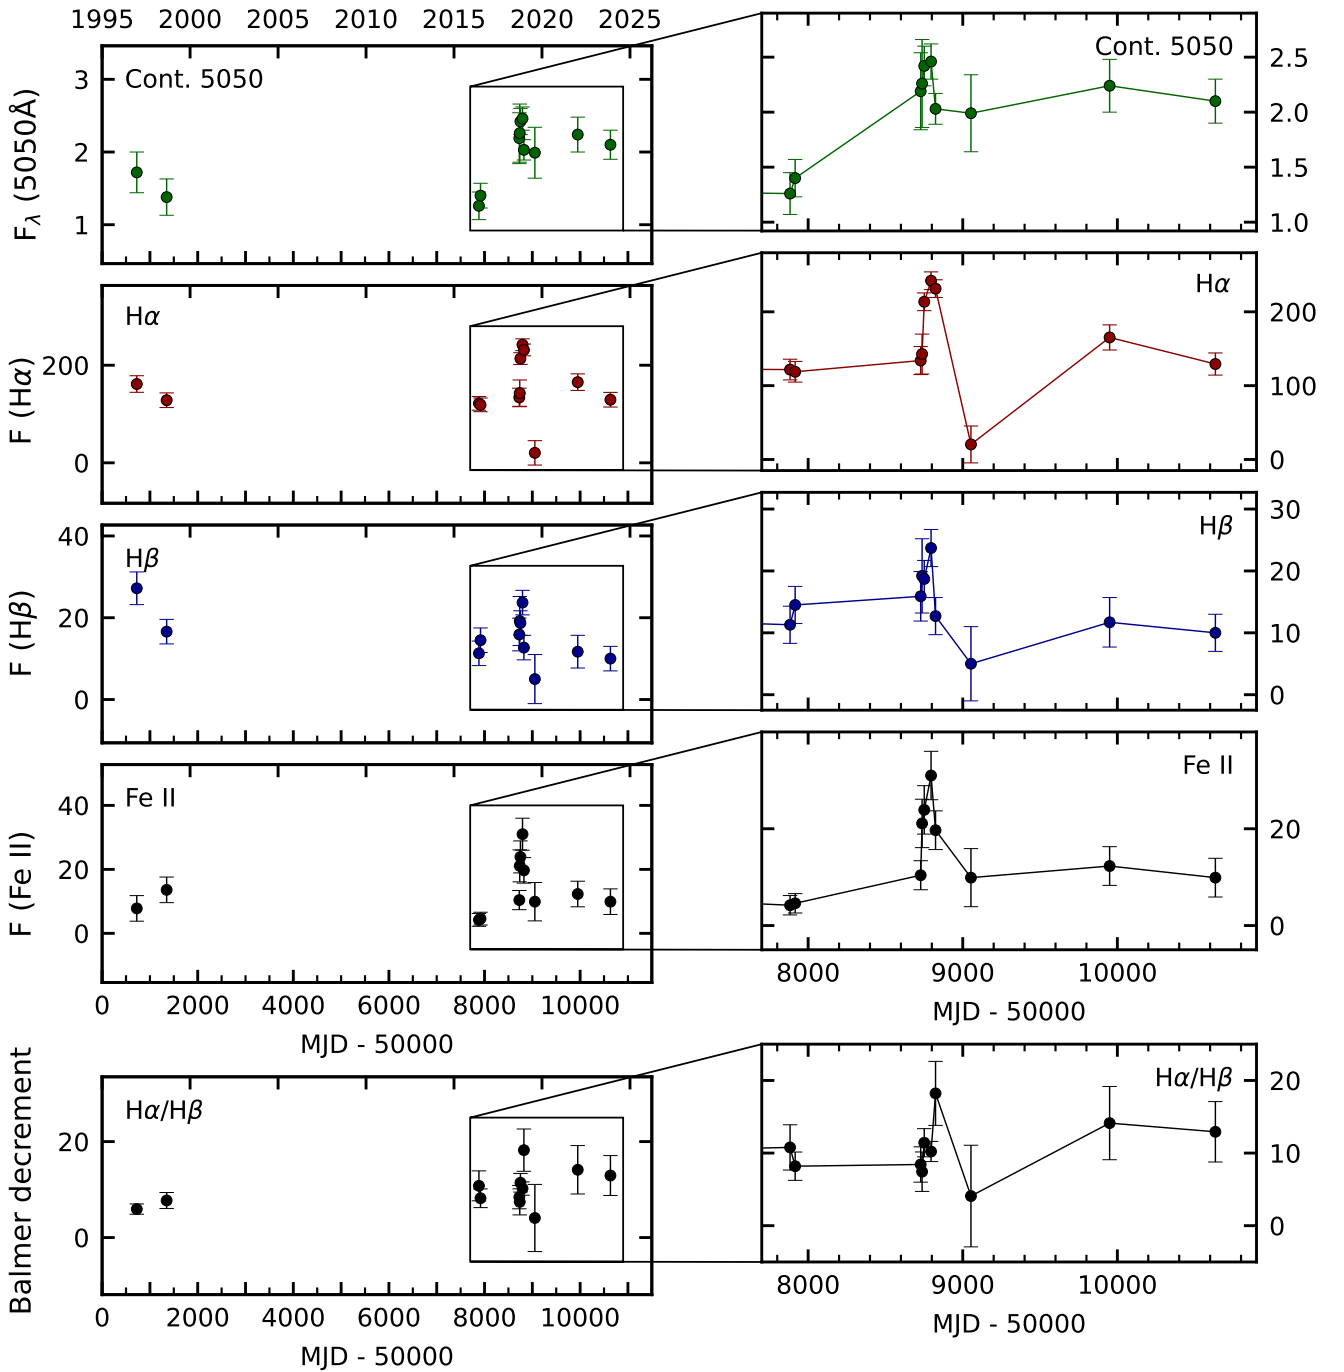 1995 2000 2005 2010 2015 2020 2025
Cont. 5050
3
2
1
F_λ (5050Å)
Cont. 5050
2.5
2.0
1.5
1.0
Hα
200
0
F (Hα)
Hα
200
100
0
Hβ
40
20
0
F (Hβ)
Hβ
30
20
10
0
Fe II
40
20
0
F (Fe II)
0 2000 4000 6000 8000 10000
MJD - 50000
Fe II
20
0
8000 9000 10000
MJD - 50000
Hα/Hβ
20
0
Balmer decrement
0 2000 4000 6000 8000 10000
MJD - 50000
Hα/Hβ
20
10
0
8000 9000 10000
MJD - 50000